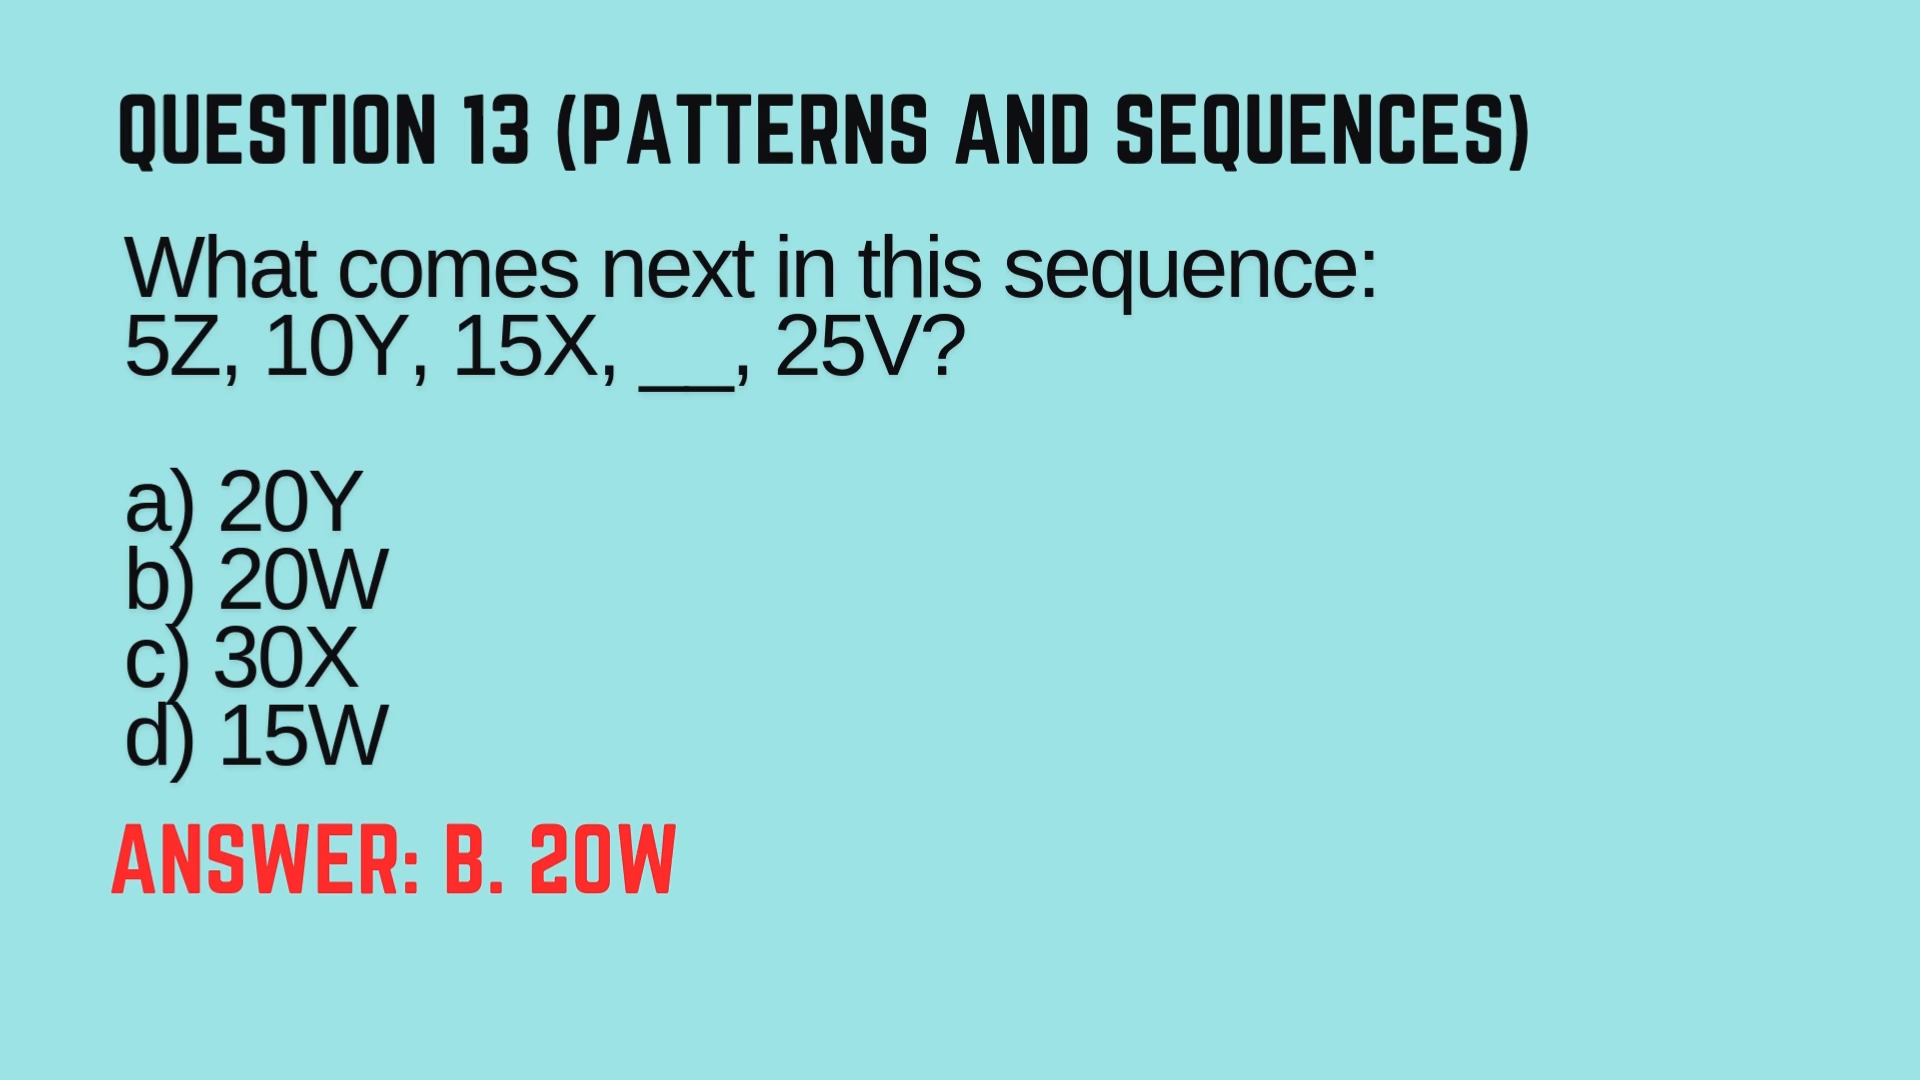 QUESTION 13 (PATTERNS AND SEQUENCES)
What comes next in this sequence:
5Z, 10Y, 15X, __, 25V?
a) 20Y
b) 20W
c) 30X
d) 15W
ANSWER: B. 20W